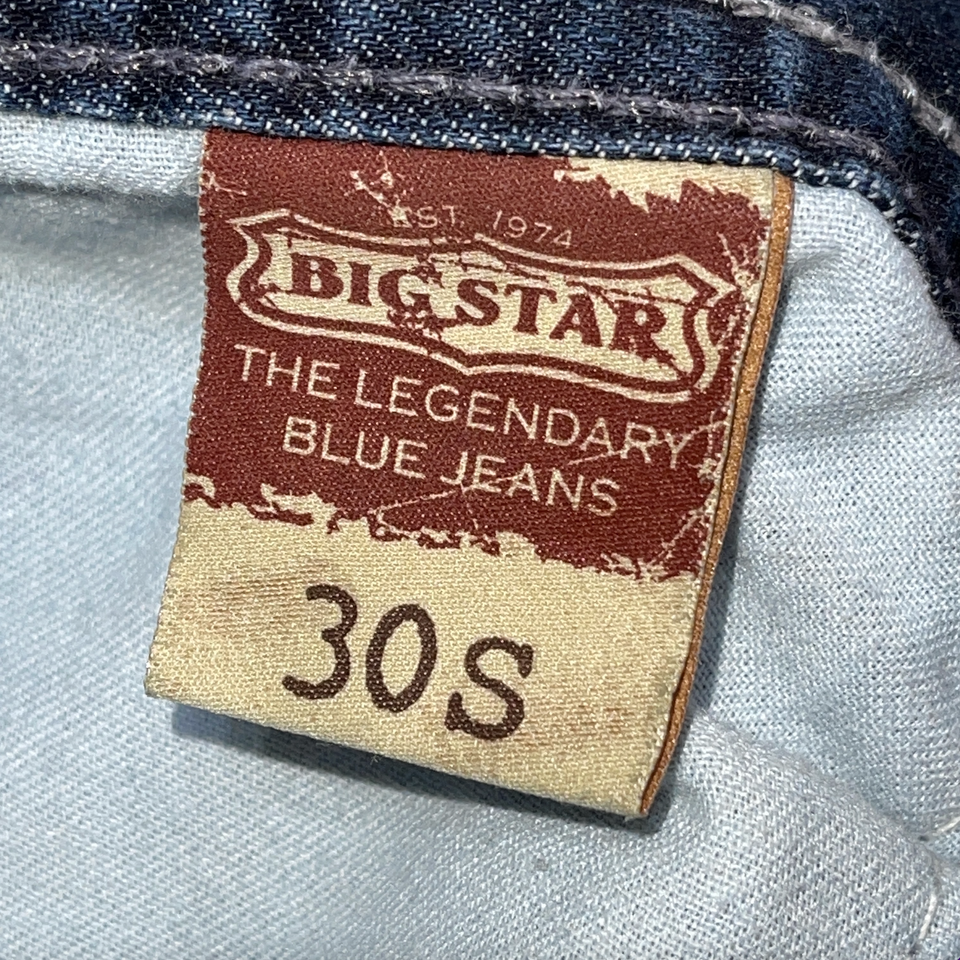 EST. 1974
BIG STAR
THE LEGENDARY
BLUE JEANS
30S